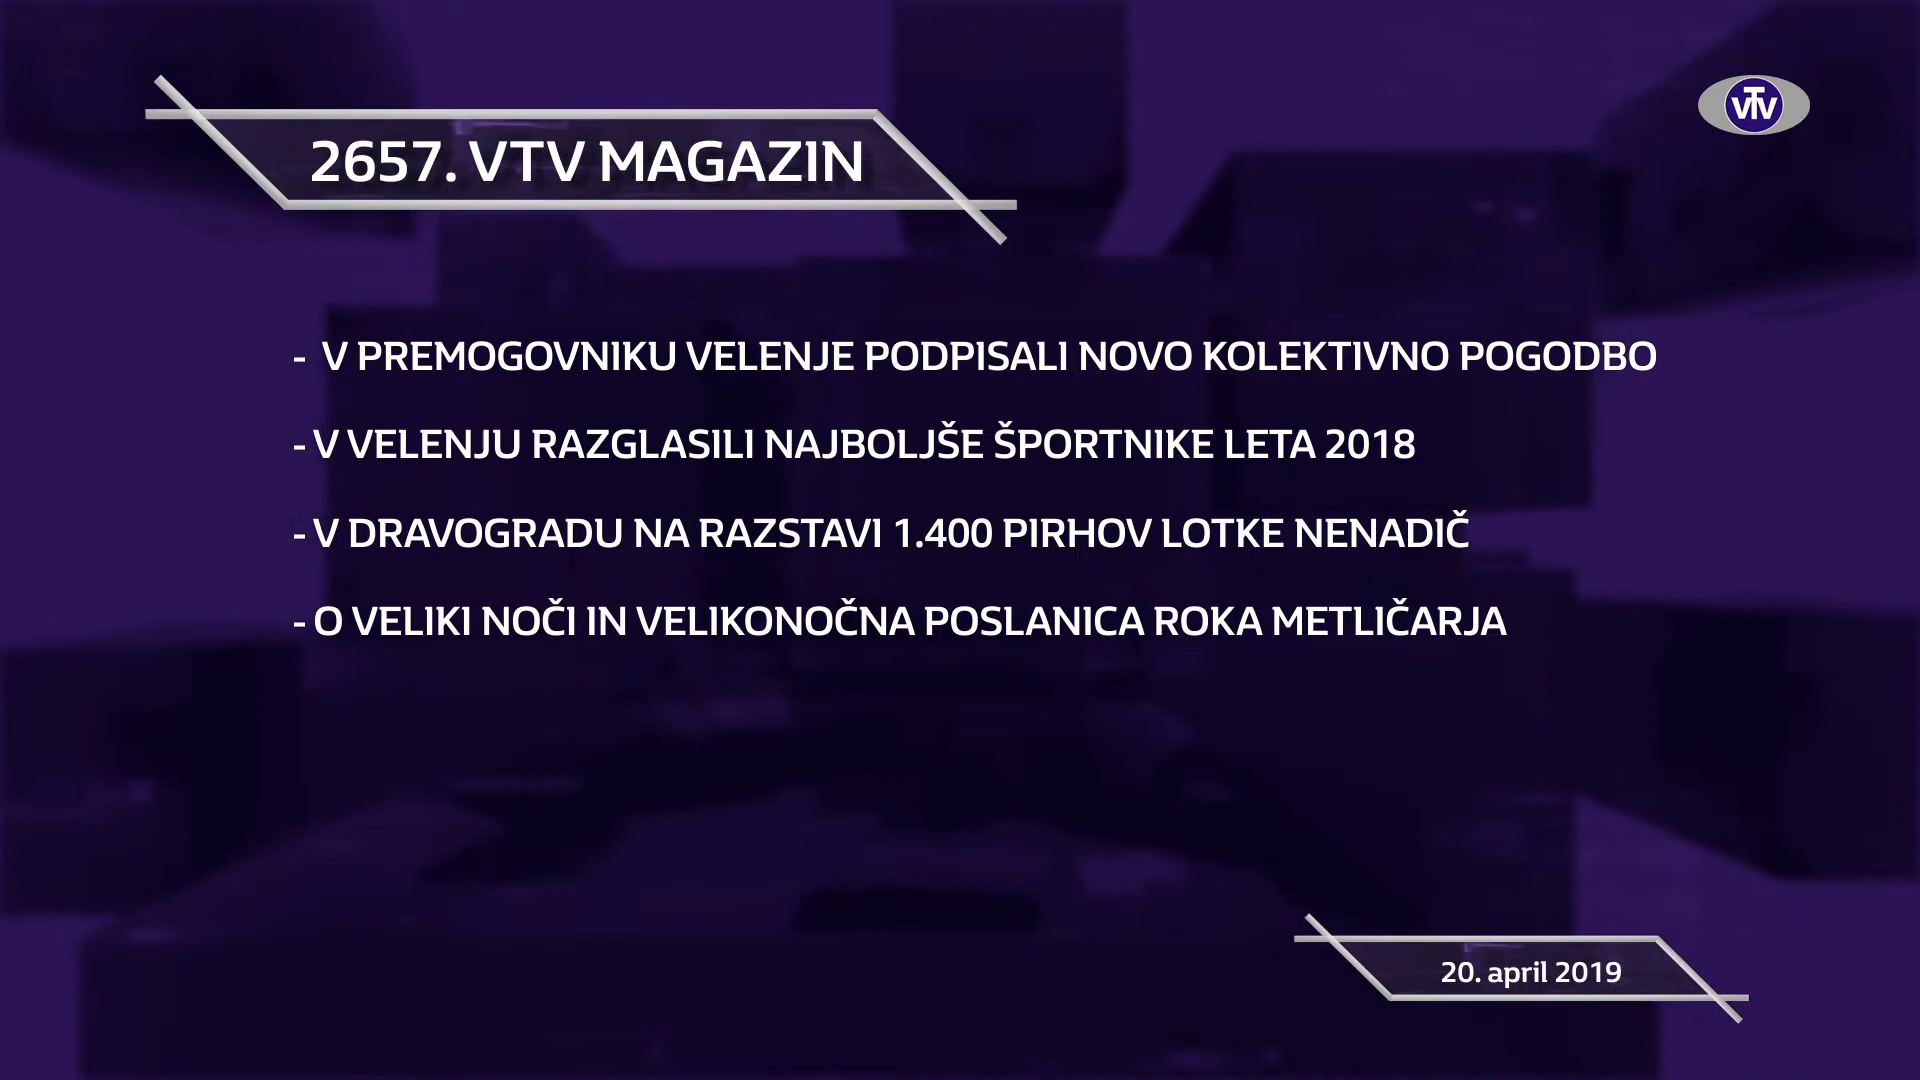 2657. VTV MAGAZIN
VTV
- V PREMOGOVNIKU VELENJE PODPISALI NOVO KOLEKTIVNO POGODBO
- V VELENJU RAZGLASILI NAJBOLJŠE ŠPORTNIKE LETA 2018
- V DRAVOGRADU NA RAZSTAVI 1.400 PIRHOV LOTKE NENADIČ
- O VELIKI NOČI IN VELIKONOČNA POSLANICA ROKA METLIČARJA
20. april 2019